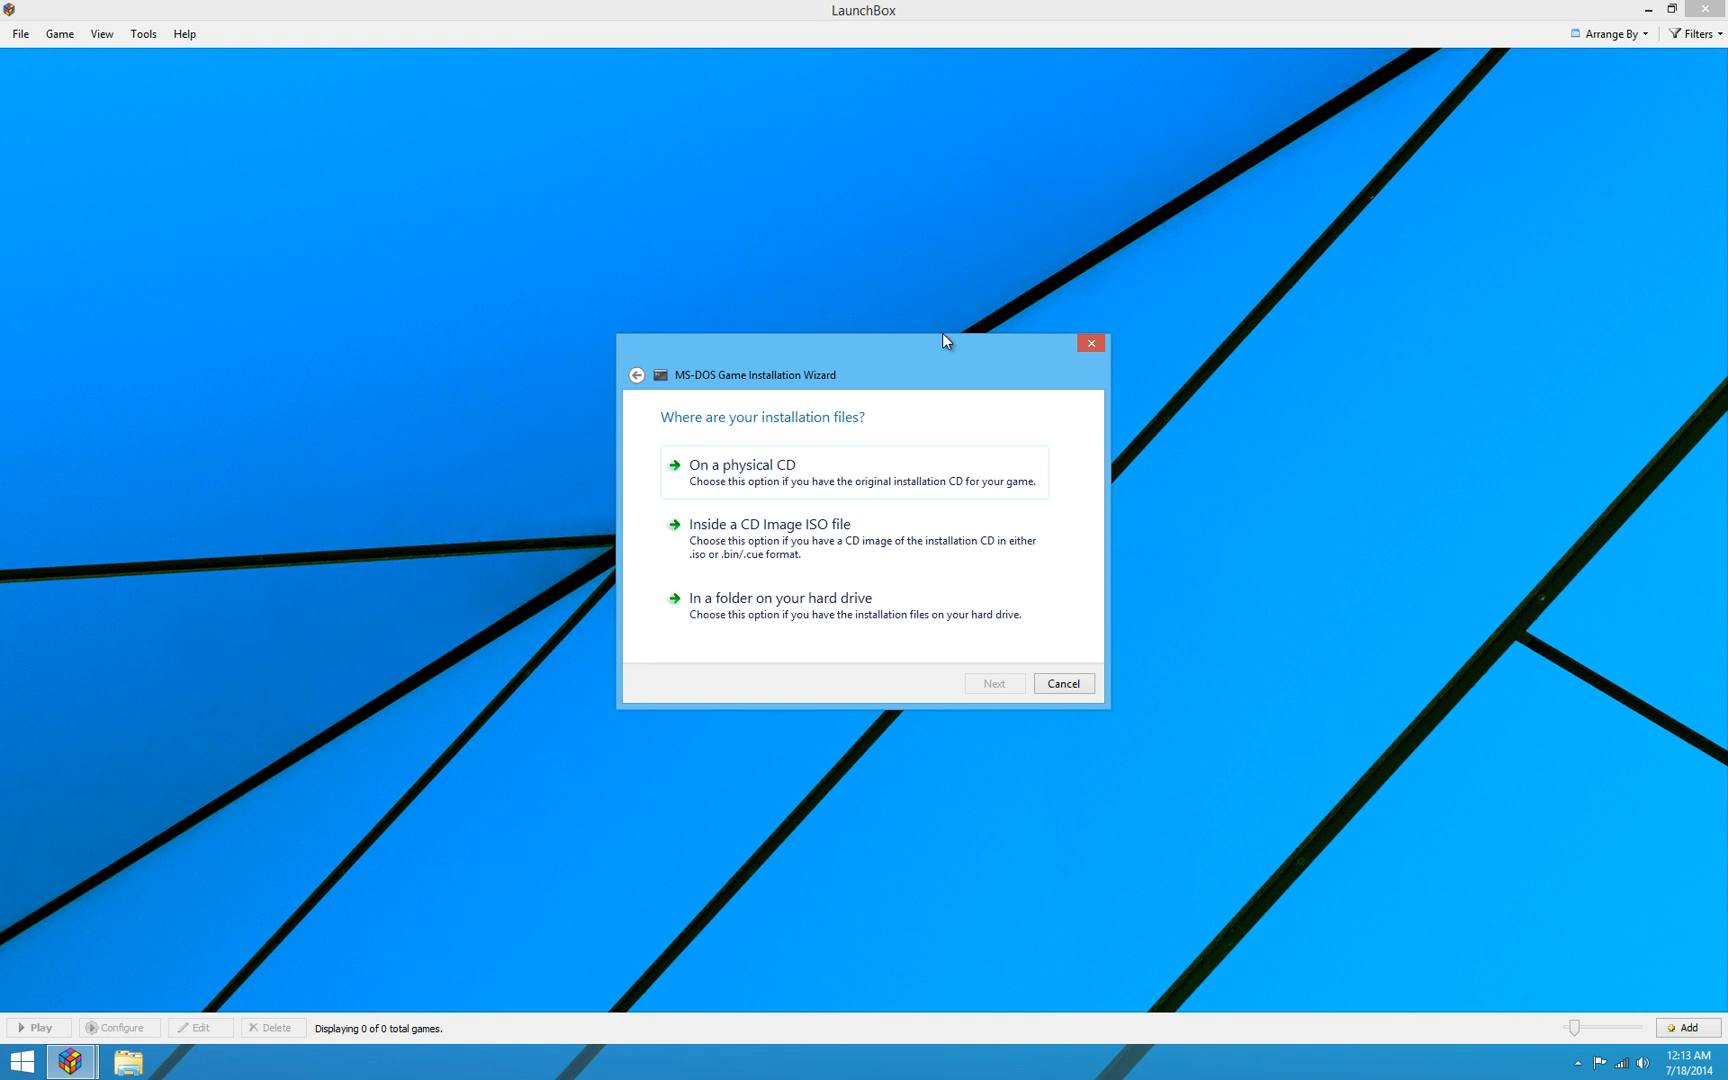 LaunchBox
File Game View Tools Help
Arrange By Filters
MS-DOS Game Installation Wizard
Where are your installation files?
On a physical CD
Choose this option if you have the original installation CD for your game.
Inside a CD Image ISO file
Choose this option if you have a CD image of the installation CD in either
.iso or .bin/.cue format.
In a folder on your hard drive
Choose this option if you have the installation files on your hard drive.
Next Cancel
Play Configure Edit Delete Displaying 0 of 0 total games. Add
12:13 AM
7/18/2014